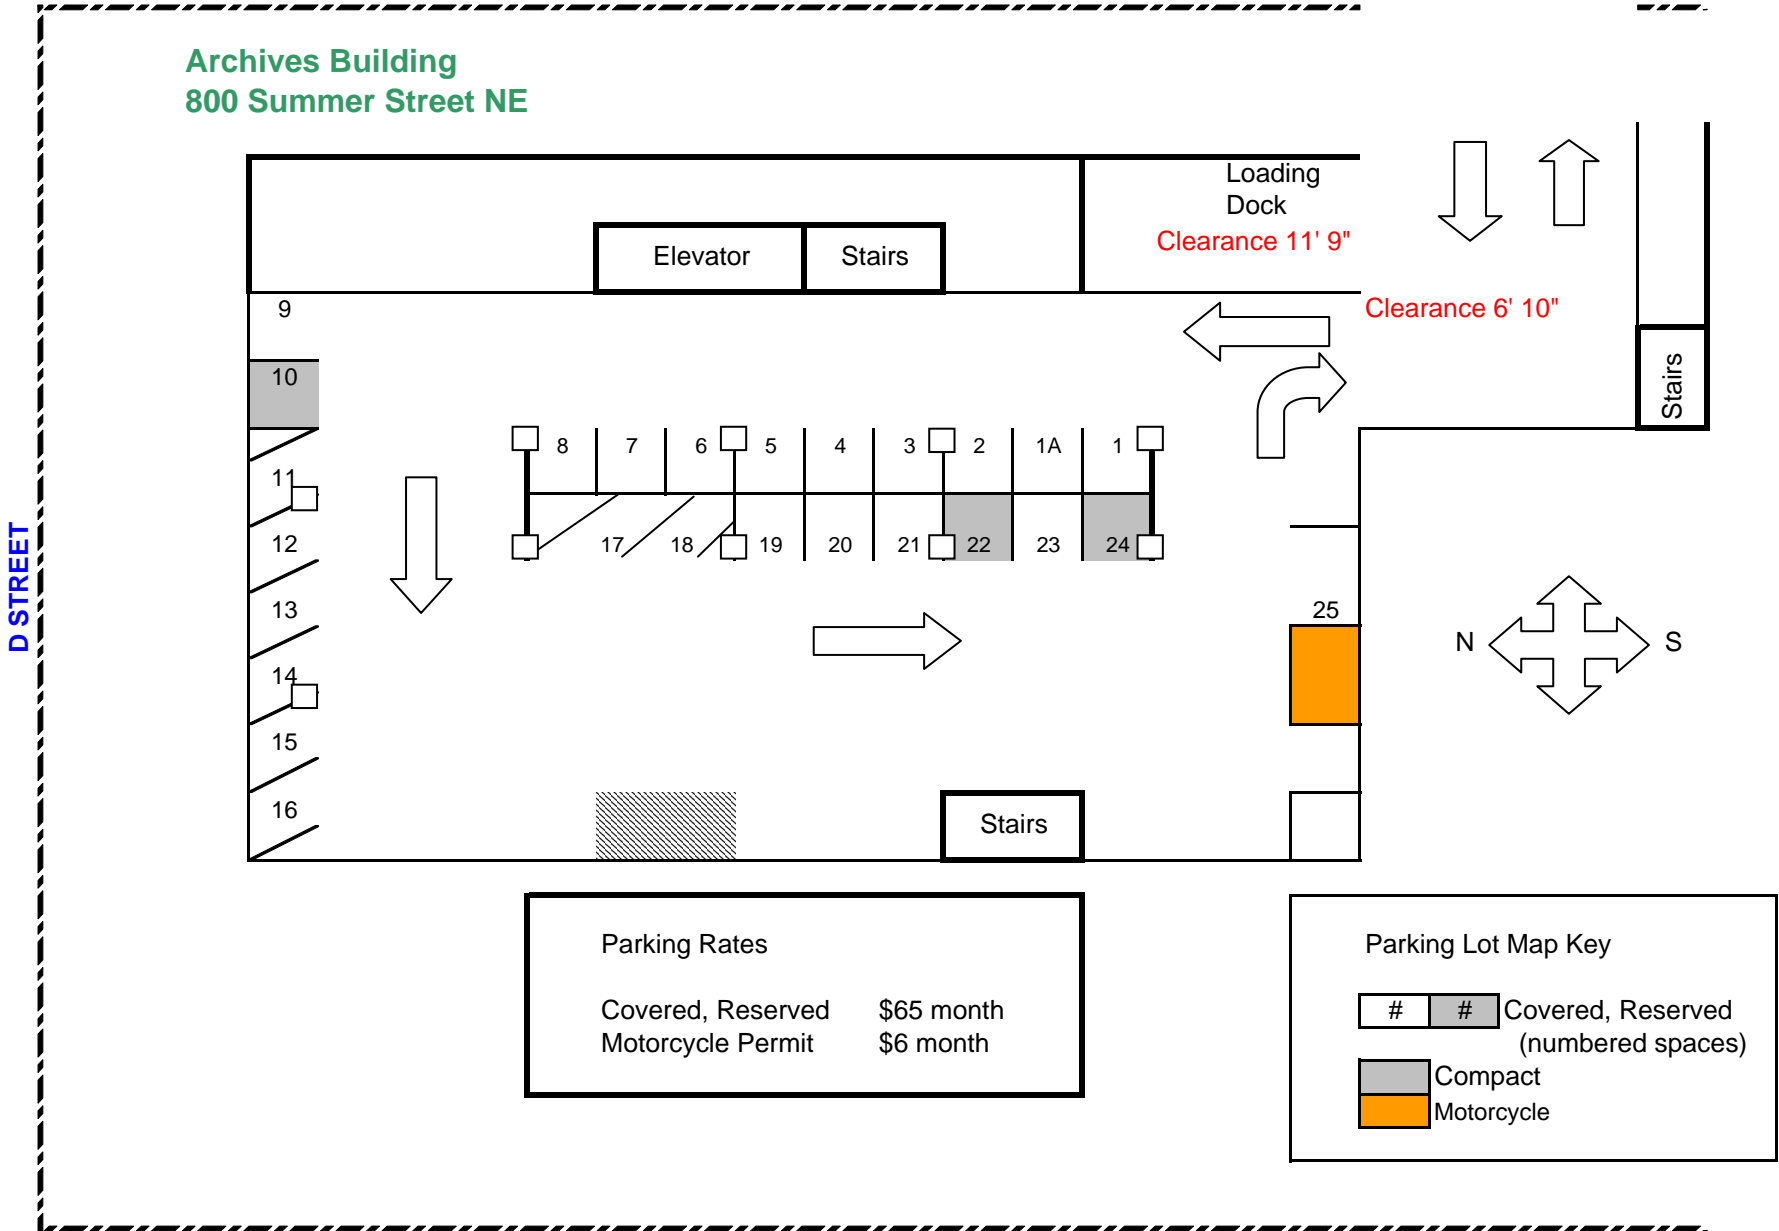 Archives Building
800 Summer Street NE
Loading
Dock
Clearance 11' 9"
Elevator
Stairs
Clearance 6' 10"
Stairs
9
10
11
12
13
14
15
16
8 7 6 5 4 3 2 1A 1
17 18 19 20 21 22 23 24
25
D STREET
N S
Stairs
Parking Rates
Covered, Reserved $65 month
Motorcycle Permit $6 month
Parking Lot Map Key
# # Covered, Reserved
(numbered spaces)
Compact
Motorcycle